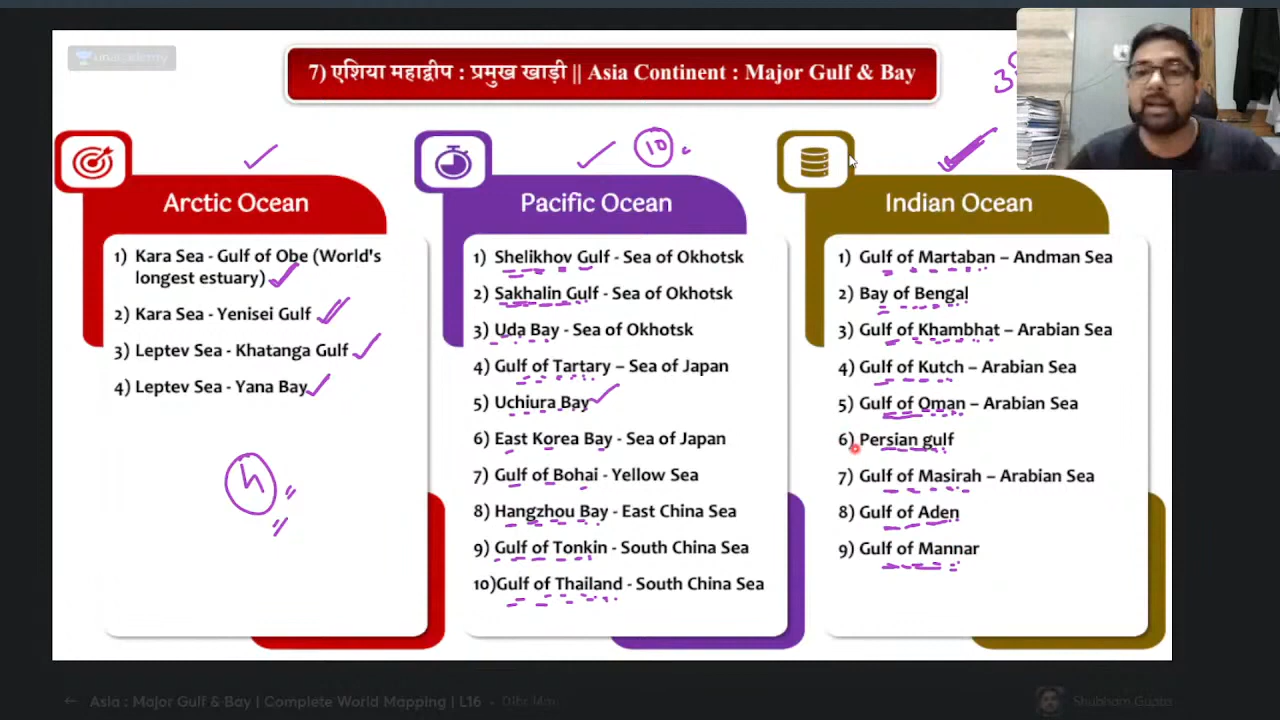 unacademy
7) एशिया महाद्वीप : प्रमुख खाड़ी || Asia Continent : Major Gulf & Bay
10
Arctic Ocean
1) Kara Sea - Gulf of Obe (World's
longest estuary)
2) Kara Sea - Yenisei Gulf
3) Leptev Sea - Khatanga Gulf
4) Leptev Sea - Yana Bay
Pacific Ocean
1) Shelikhov Gulf - Sea of Okhotsk
2) Sakhalin Gulf - Sea of Okhotsk
3) Uda Bay - Sea of Okhotsk
4) Gulf of Tartary – Sea of Japan
5) Uchiura Bay
6) East Korea Bay - Sea of Japan
7) Gulf of Bohai - Yellow Sea
8) Hangzhou Bay - East China Sea
9) Gulf of Tonkin - South China Sea
10)Gulf of Thailand - South China Sea
Indian Ocean
1) Gulf of Martaban – Andman Sea
2) Bay of Bengal
3) Gulf of Khambhat – Arabian Sea
4) Gulf of Kutch – Arabian Sea
5) Gulf of Oman – Arabian Sea
6) Persian gulf
7) Gulf of Masirah – Arabian Sea
8) Gulf of Aden
9) Gulf of Mannar
Asia : Major Gulf & Bay | Complete World Mapping | L16
Shubham Gupta